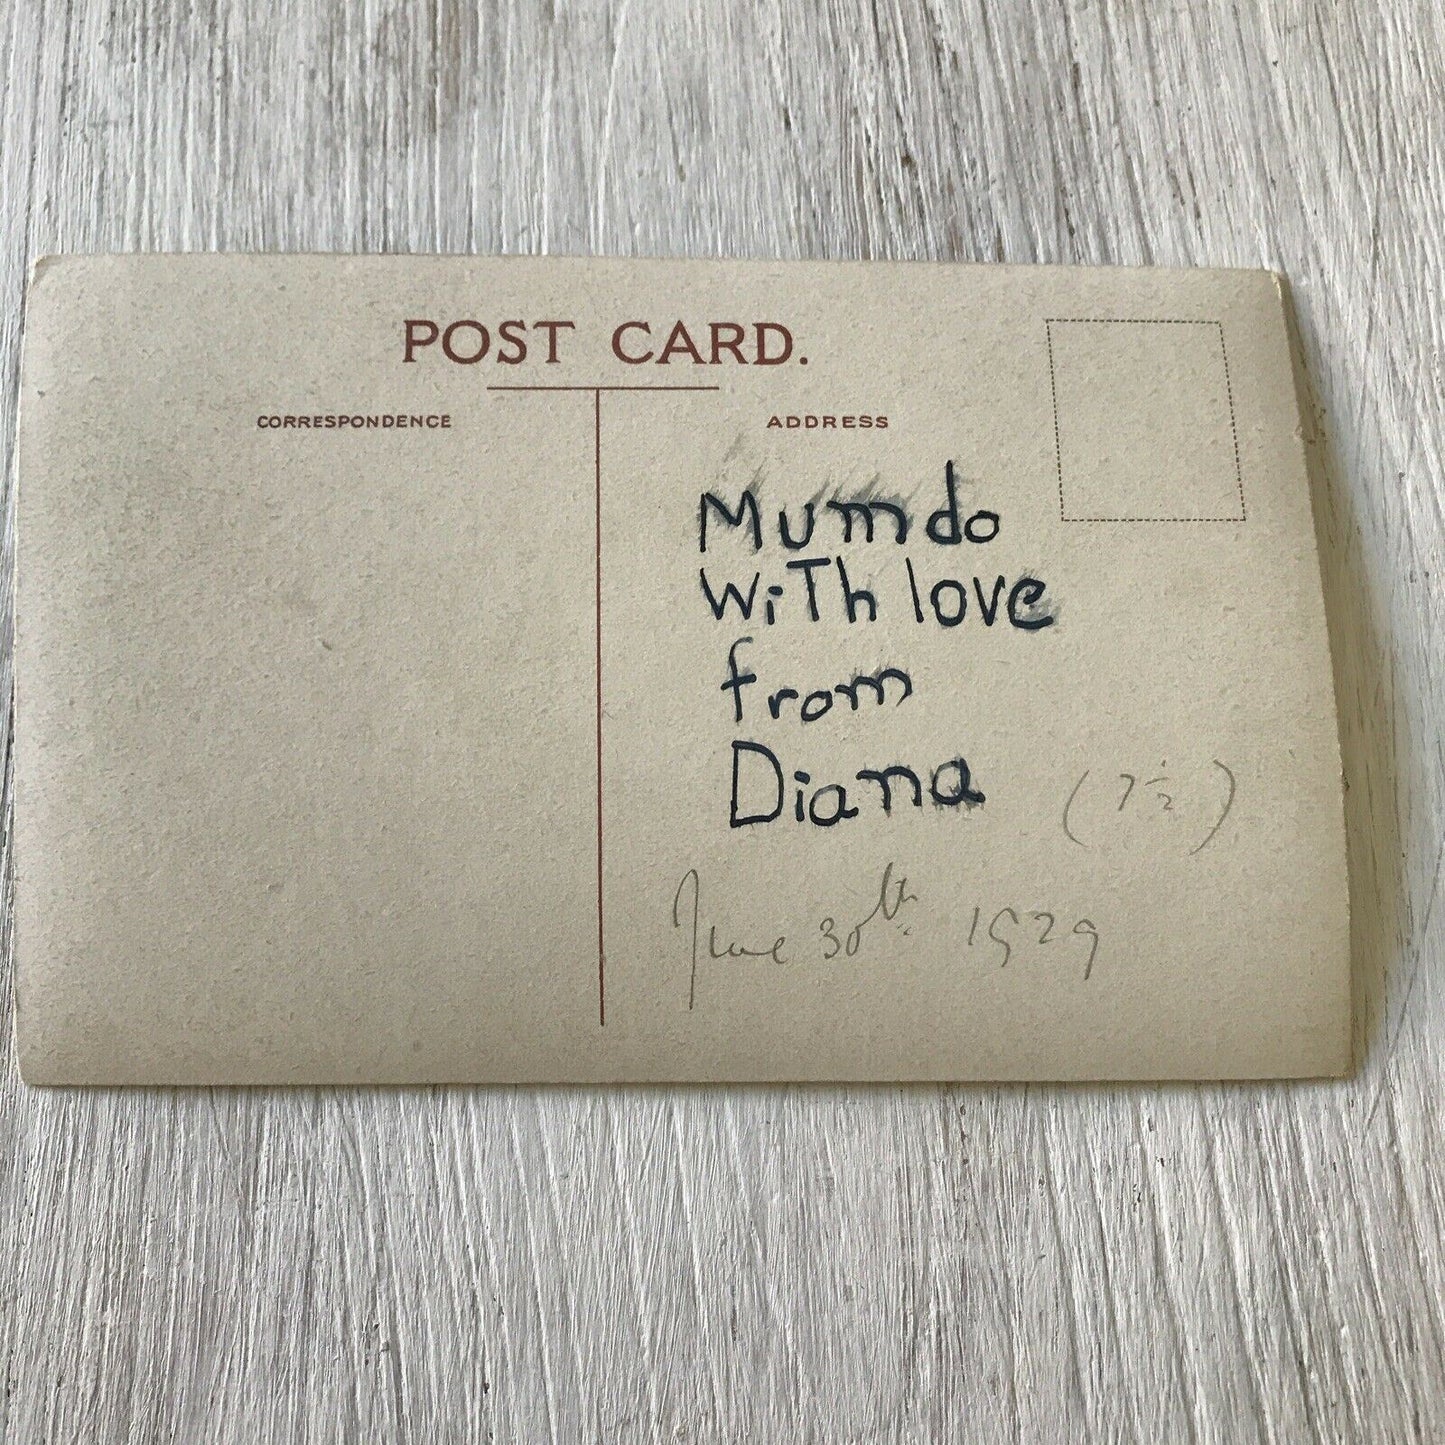 POST CARD.
CORRESPONDENCE
ADDRESS
Mumdo
WiTh love
from
Diana (7½)
June 30th. 1929